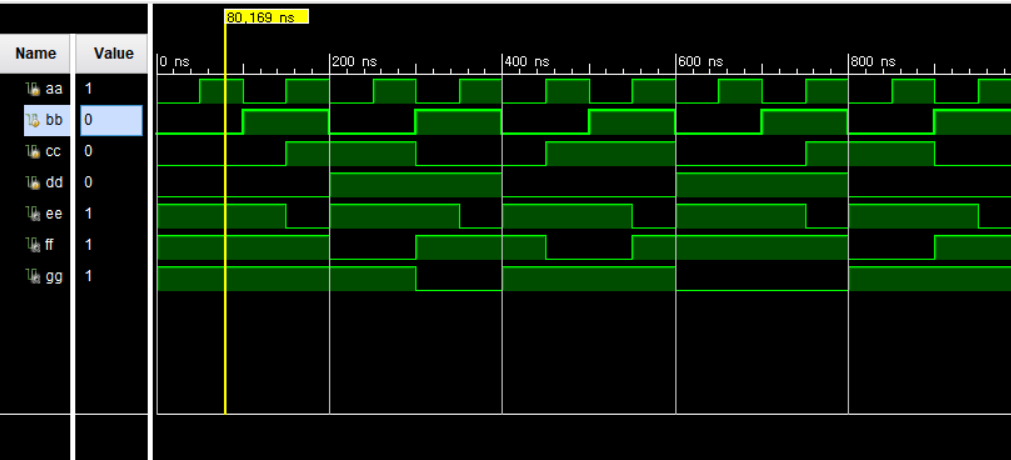 80,169 ns
Name Value
0 ns 200 ns 400 ns 600 ns 800 ns
aa 1
bb 0
cc 0
dd 0
ee 1
ff 1
gg 1